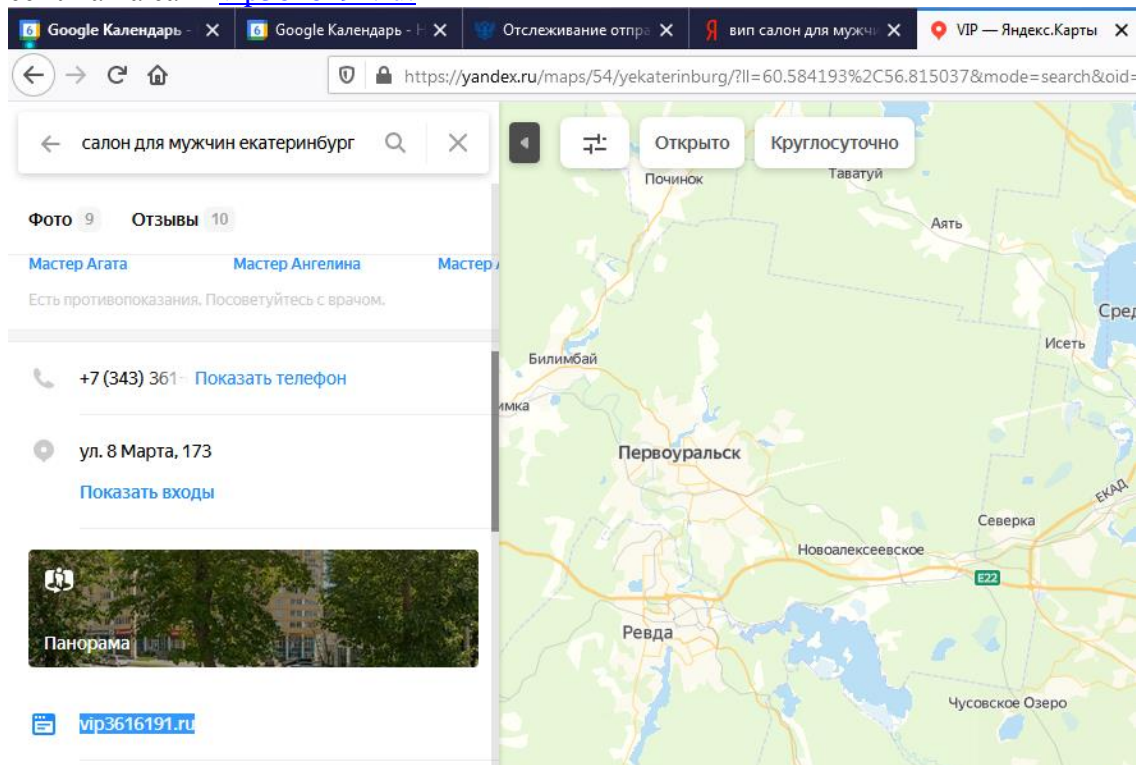 Google Календарь -
Google Календарь - Н
Отслеживание отпра
вип салон для мужчи
VIP — Яндекс.Карты
https://yandex.ru/maps/54/yekaterinburg/?ll=60.584193%2C56.815037&mode=search&oid=
салон для мужчин екатеринбург
Открыто
Круглосуточно
Фото 9 Отзывы 10
Мастер Агата Мастер Ангелина Мастер
Есть противопоказания. Посоветуйтесь с врачом.
+7 (343) 361- Показать телефон
ул. 8 Марта, 173
Показать входы
Панорама
vip3616191.ru
Починок
Таватуй
Аять
Сред
Исеть
Билимбай
имка
Первоуральск
ЕКАД
Северка
Новоалексеевское
E22
Ревда
Чусовское Озеро